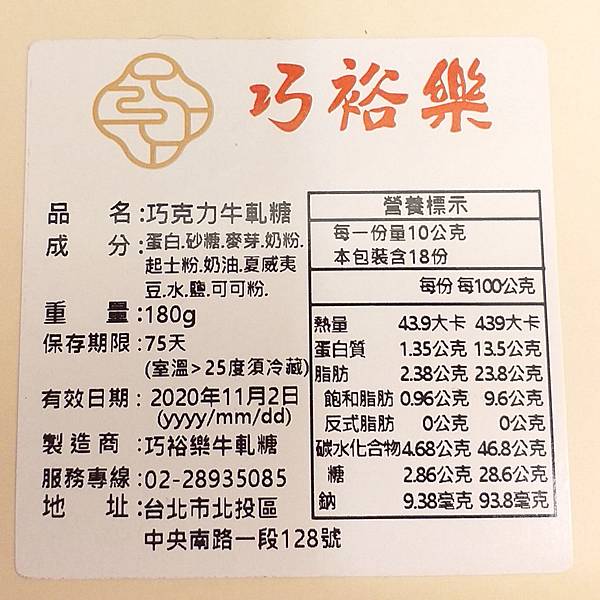 巧裕樂
品 名:巧克力牛軋糖
成 分:蛋白.砂糖.麥芽.奶粉.
起士粉.奶油.夏威夷
豆.水.鹽.可可粉.
重 量:180g
保存期限:75天
(室溫>25度須冷藏)
有效日期: 2020年11月2日
(yyyy/mm/dd)
製造商 :巧裕樂牛軋糖
服務專線:02-28935085
地 址:台北市北投區
中央南路一段128號
營養標示
每一份量10公克
本包裝含18份
每份 每100公克
熱量 43.9大卡 439大卡
蛋白質 1.35公克 13.5公克
脂肪 2.38公克 23.8公克
飽和脂肪 0.96公克 9.6公克
反式脂肪 0公克 0公克
碳水化合物4.68公克 46.8公克
糖 2.86公克 28.6公克
鈉 9.38毫克 93.8毫克